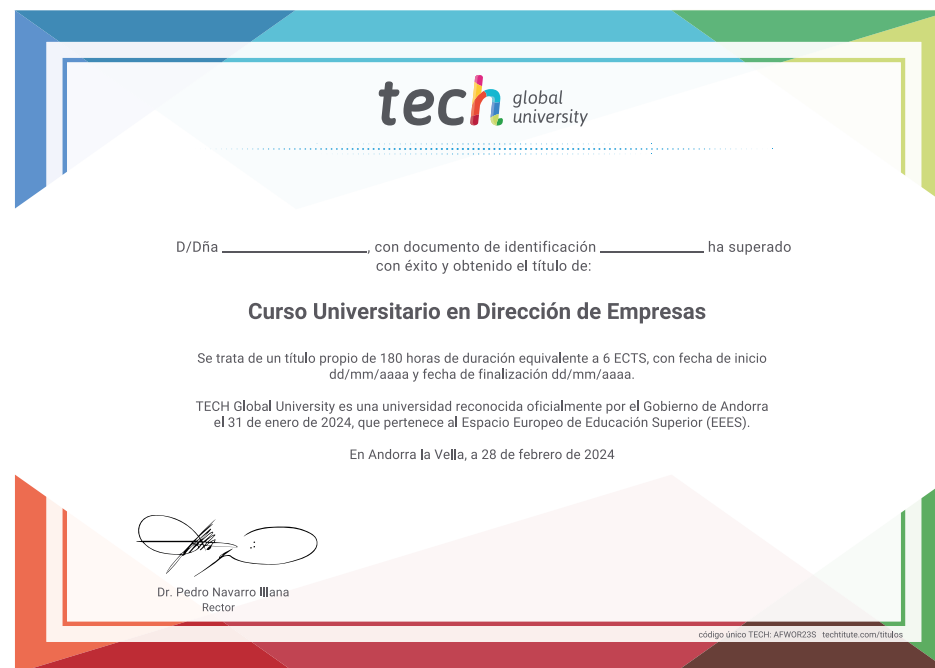 tech global
university
D/Dña ____________________, con documento de identificación ______________ ha superado
con éxito y obtenido el título de:
Curso Universitario en Dirección de Empresas
Se trata de un título propio de 180 horas de duración equivalente a 6 ECTS, con fecha de inicio
dd/mm/aaaa y fecha de finalización dd/mm/aaaa.
TECH Global University es una universidad reconocida oficialmente por el Gobierno de Andorra
el 31 de enero de 2024, que pertenece al Espacio Europeo de Educación Superior (EEES).
En Andorra la Vella, a 28 de febrero de 2024
Dr. Pedro Navarro Illana
Rector
código único TECH: AFWOR23S techtitute.com/titulos